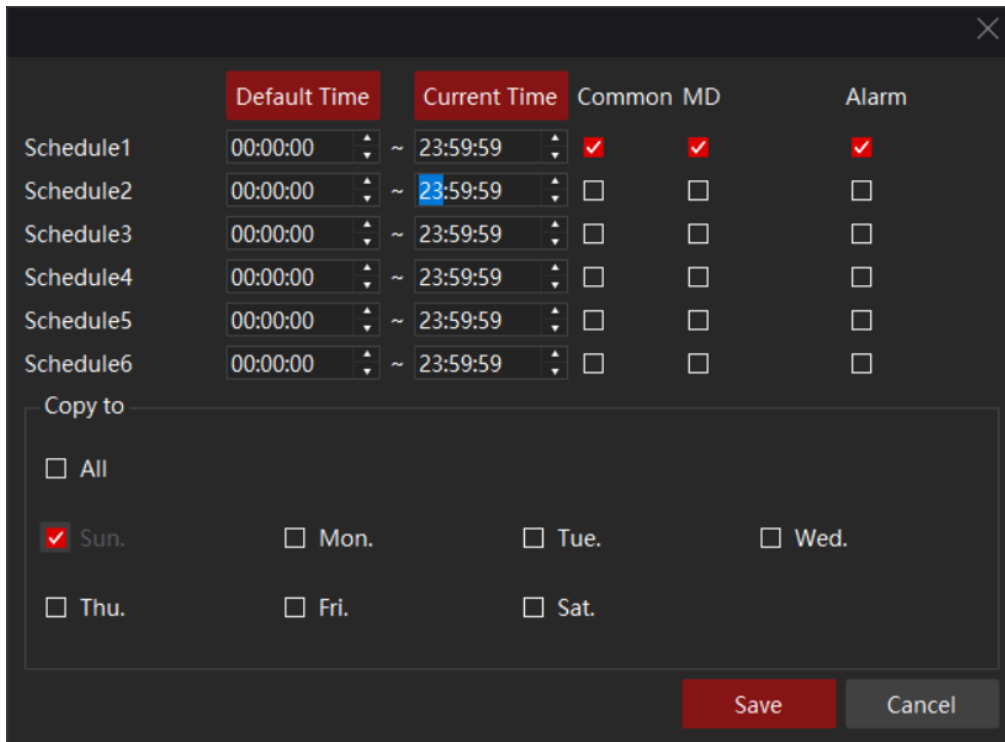 Default Time Current Time Common MD Alarm
Schedule1 00:00:00 ~ 23:59:59
Schedule2 00:00:00 ~ 23:59:59
Schedule3 00:00:00 ~ 23:59:59
Schedule4 00:00:00 ~ 23:59:59
Schedule5 00:00:00 ~ 23:59:59
Schedule6 00:00:00 ~ 23:59:59
Copy to
All
Sun. Mon. Tue. Wed.
Thu. Fri. Sat.
Save Cancel